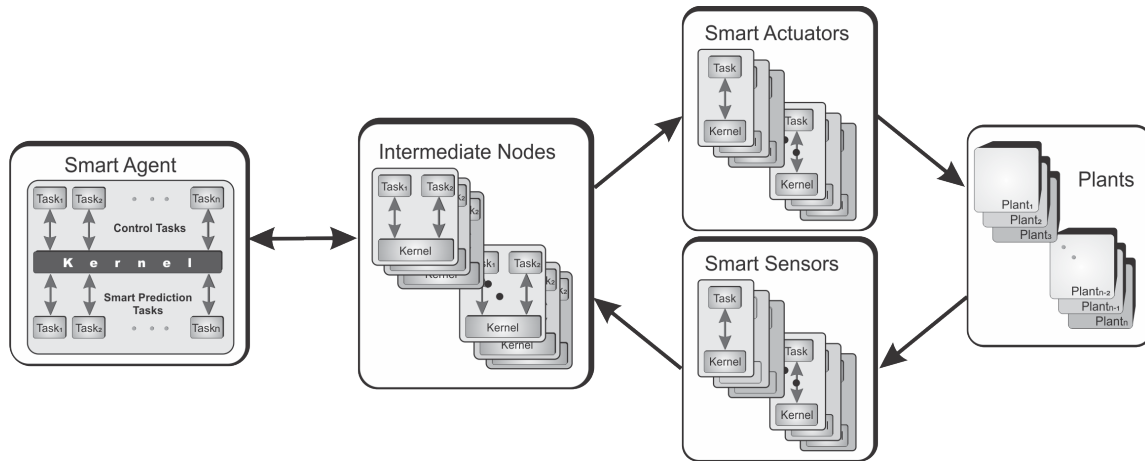 Smart Agent
Task₁ Task₂ Taskn
Control Tasks
Kernel
Smart Prediction
Tasks
Task₁ Task₂ Taskn
Intermediate Nodes
Task₁ Task₂
Kernel
Task₂
Kernel
Smart Actuators
Task
Kernel
Task
Kernel
Smart Sensors
Task
Kernel
Task
Kernel
Plants
Plant₁
Plant₂
Plant₃
Plantn-2
Plantn-1
Plantn